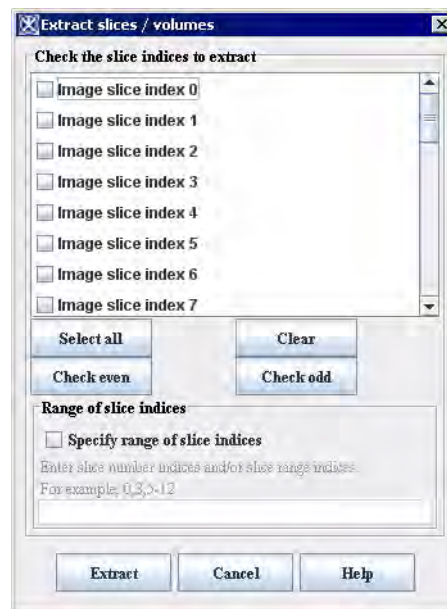 Extract slices / volumes
Check the slice indices to extract
Image slice index 0
Image slice index 1
Image slice index 2
Image slice index 3
Image slice index 4
Image slice index 5
Image slice index 6
Image slice index 7
Select all Clear
Check even Check odd
Range of slice indices
Specify range of slice indices
Enter slice number indices and/or slice range indices.
For example, 0,3,5-12
Extract Cancel Help